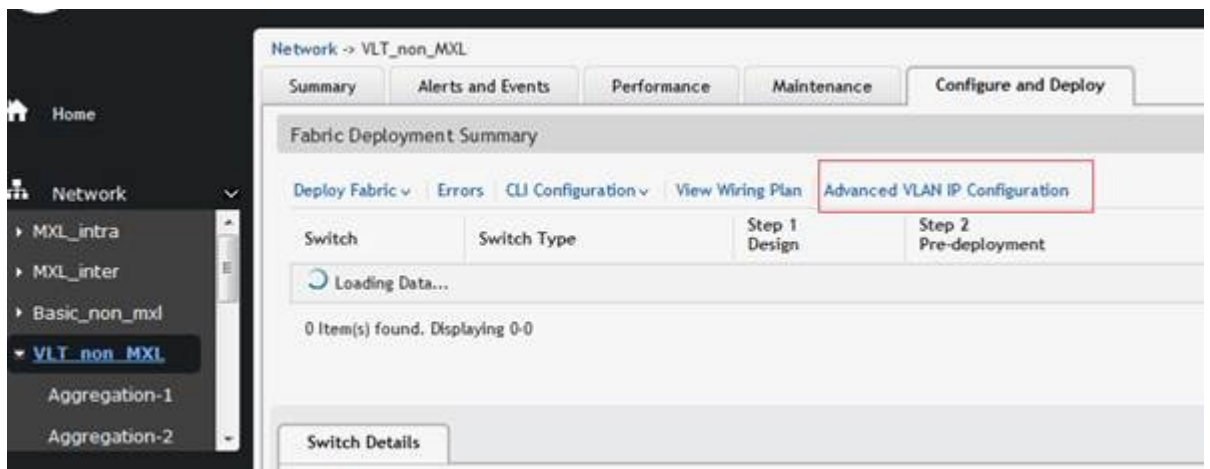 Network -> VLT_non_MXL
Summary Alerts and Events Performance Maintenance Configure and Deploy
Home
Fabric Deployment Summary
Network
Deploy Fabric Errors CLI Configuration View Wiring Plan Advanced VLAN IP Configuration
MXL_intra
Switch Switch Type Step 1 Design Step 2 Pre-deployment
MXL_inter
Loading Data...
Basic_non_mxl
0 Item(s) found. Displaying 0-0
VLT_non_MXL
Aggregation-1
Aggregation-2
Switch Details